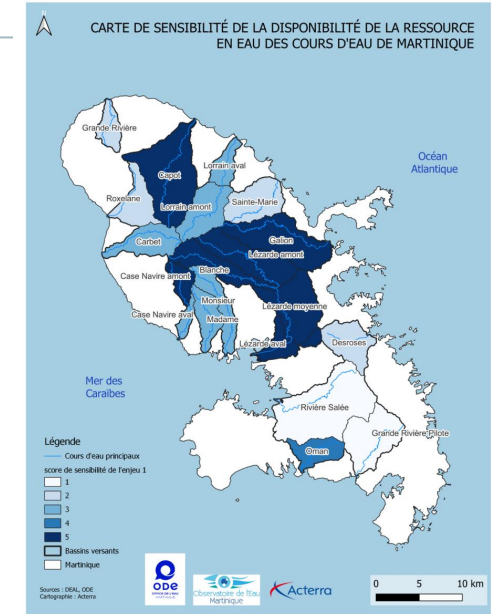 N
CARTE DE SENSIBILITÉ DE LA DISPONIBILITÉ DE LA RESSOURCE
EN EAU DES COURS D'EAU DE MARTINIQUE
Grande Rivière
Lorrain aval
Capot
Océan
Atlantique
Roxelane
Lorrain amont
Sainte-Marie
Carbet
Galion
Lézarde amont
Case Navire amont
Blanche
Monsieur
Lézarde moyenne
Case Navire aval
Madame
Lézarde aval
Desroses
Mer des
Caraïbes
Rivière Salée
Grande Rivière Pilote
Oman
Légende
Cours d'eau principaux
score de sensibilité de l'enjeu 1
1
2
3
4
5
Bassins versants
Martinique
Sources : DEAL, ODE
Cartographie : Acterra
ODE
OFFICE DE L'EAU
MARTINIQUE
Observatoire de l'Eau
Martinique
Acterra
0 5 10 km